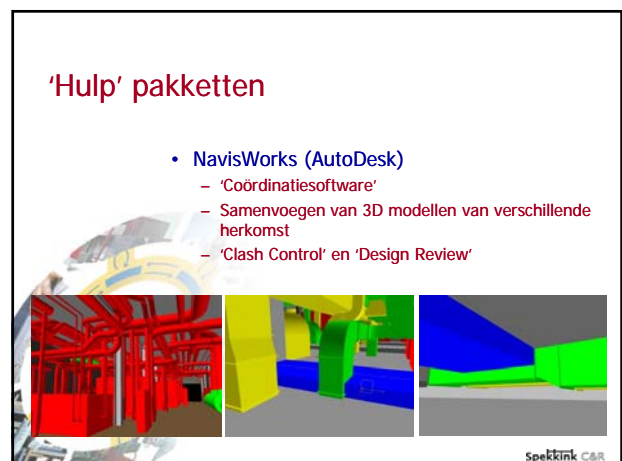 ‘Hulp’ pakketten
• NavisWorks (AutoDesk)
– ‘Coördinatiesoftware’
– Samenvoegen van 3D modellen van verschillende
herkomst
– ‘Clash Control’ en ‘Design Review’
Spekkink C&R